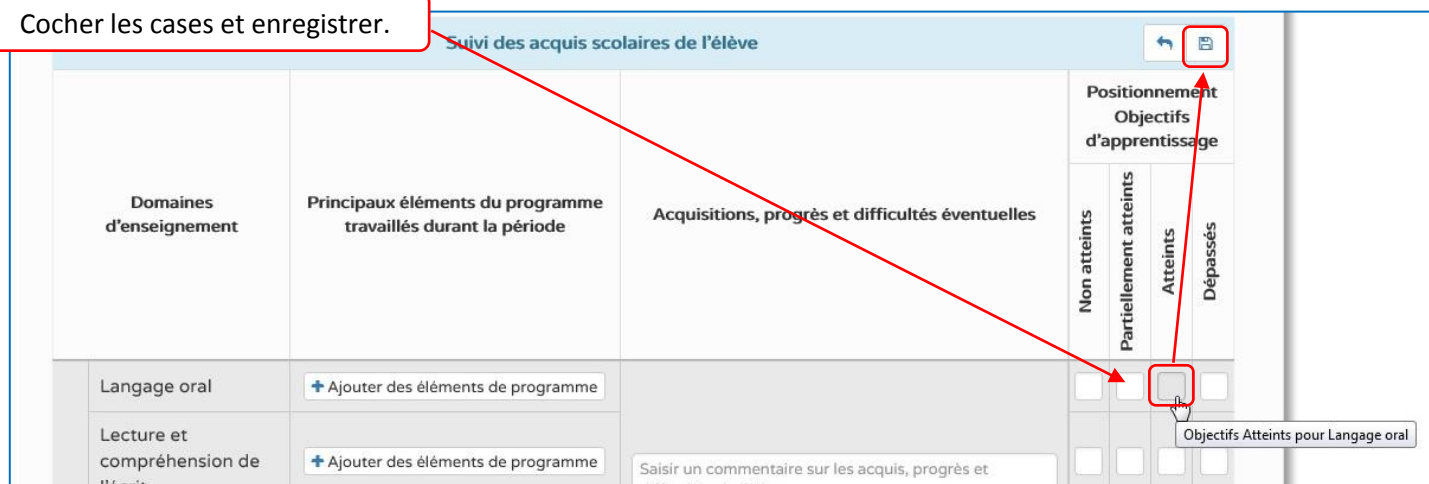 Cocher les cases et enregistrer.
Suivi des acquis scolaires de l'élève
Positionnement
Objectifs
d'apprentissage
Domaines
d'enseignement
Principaux éléments du programme
travaillés durant la période
Acquisitions, progrès et difficultés éventuelles
Non atteints
Partiellement atteints
Atteints
Dépassés
Langage oral
+ Ajouter des éléments de programme
Objectifs Atteints pour Langage oral
Lecture et
compréhension de
+ Ajouter des éléments de programme
Saisir un commentaire sur les acquis, progrès et